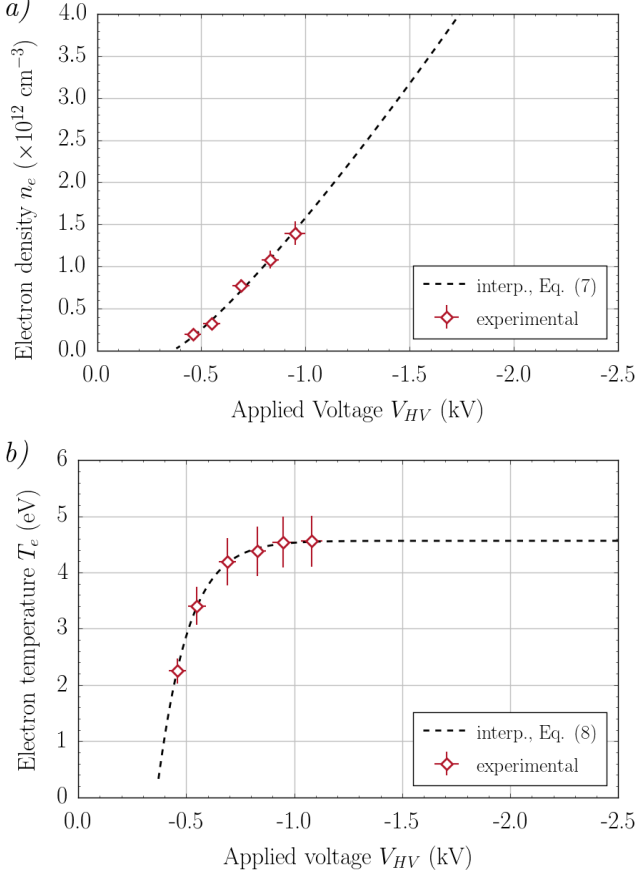 a)
4.0
3.5
3.0
2.5
2.0
1.5
1.0
0.5
0.0
Electron density n_e (×10^12 cm^−3)
interp., Eq. (7)
experimental
0.0 -0.5 -1.0 -1.5 -2.0 -2.5
Applied Voltage V_HV (kV)
b)
6
5
4
3
2
1
0
Electron temperature T_e (eV)
interp., Eq. (8)
experimental
0.0 -0.5 -1.0 -1.5 -2.0 -2.5
Applied voltage V_HV (kV)